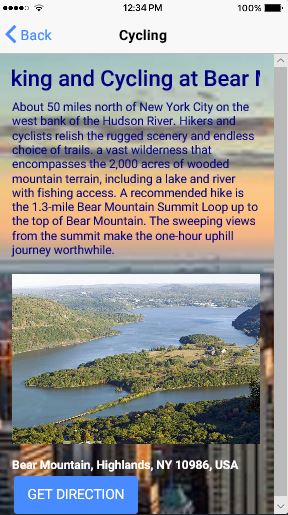 12:34 PM 100%
Back Cycling
king and Cycling at Bear
About 50 miles north of New York City on the
west bank of the Hudson River. Hikers and
cyclists relish the rugged scenery and endless
choice of trails. a vast wilderness that
encompasses the 2,000 acres of wooded
mountain terrain, including a lake and river
with fishing access. A recommended hike is
the 1.3-mile Bear Mountain Summit Loop up to
the top of Bear Mountain. The sweeping views
from the summit make the one-hour uphill
journey worthwhile.
Bear Mountain, Highlands, NY 10986, USA
GET DIRECTION